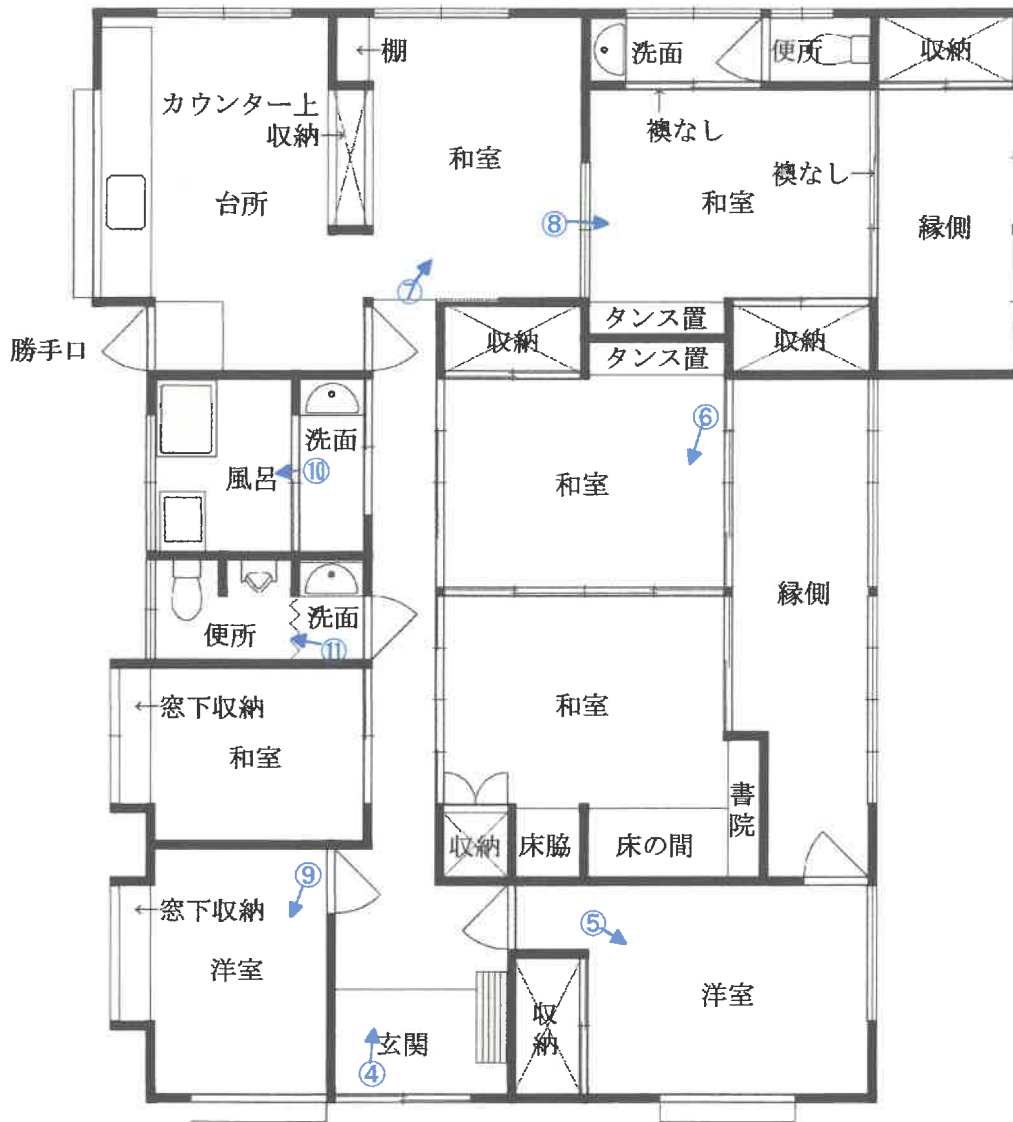 ←棚
洗面
便所
収納
カウンター上
収納→
和室
襖なし
襖なし→
台所
⑧
和室
縁側
⑦
タンス置
勝手口
収納
タンス置
収納
洗面
⑥
風呂
⑩
和室
縁側
洗面
便所
⑪
←窓下収納
和室
和室
書院
収納
床脇
床の間
⑨
←窓下収納
⑤
洋室
洋室
収納
玄関
④